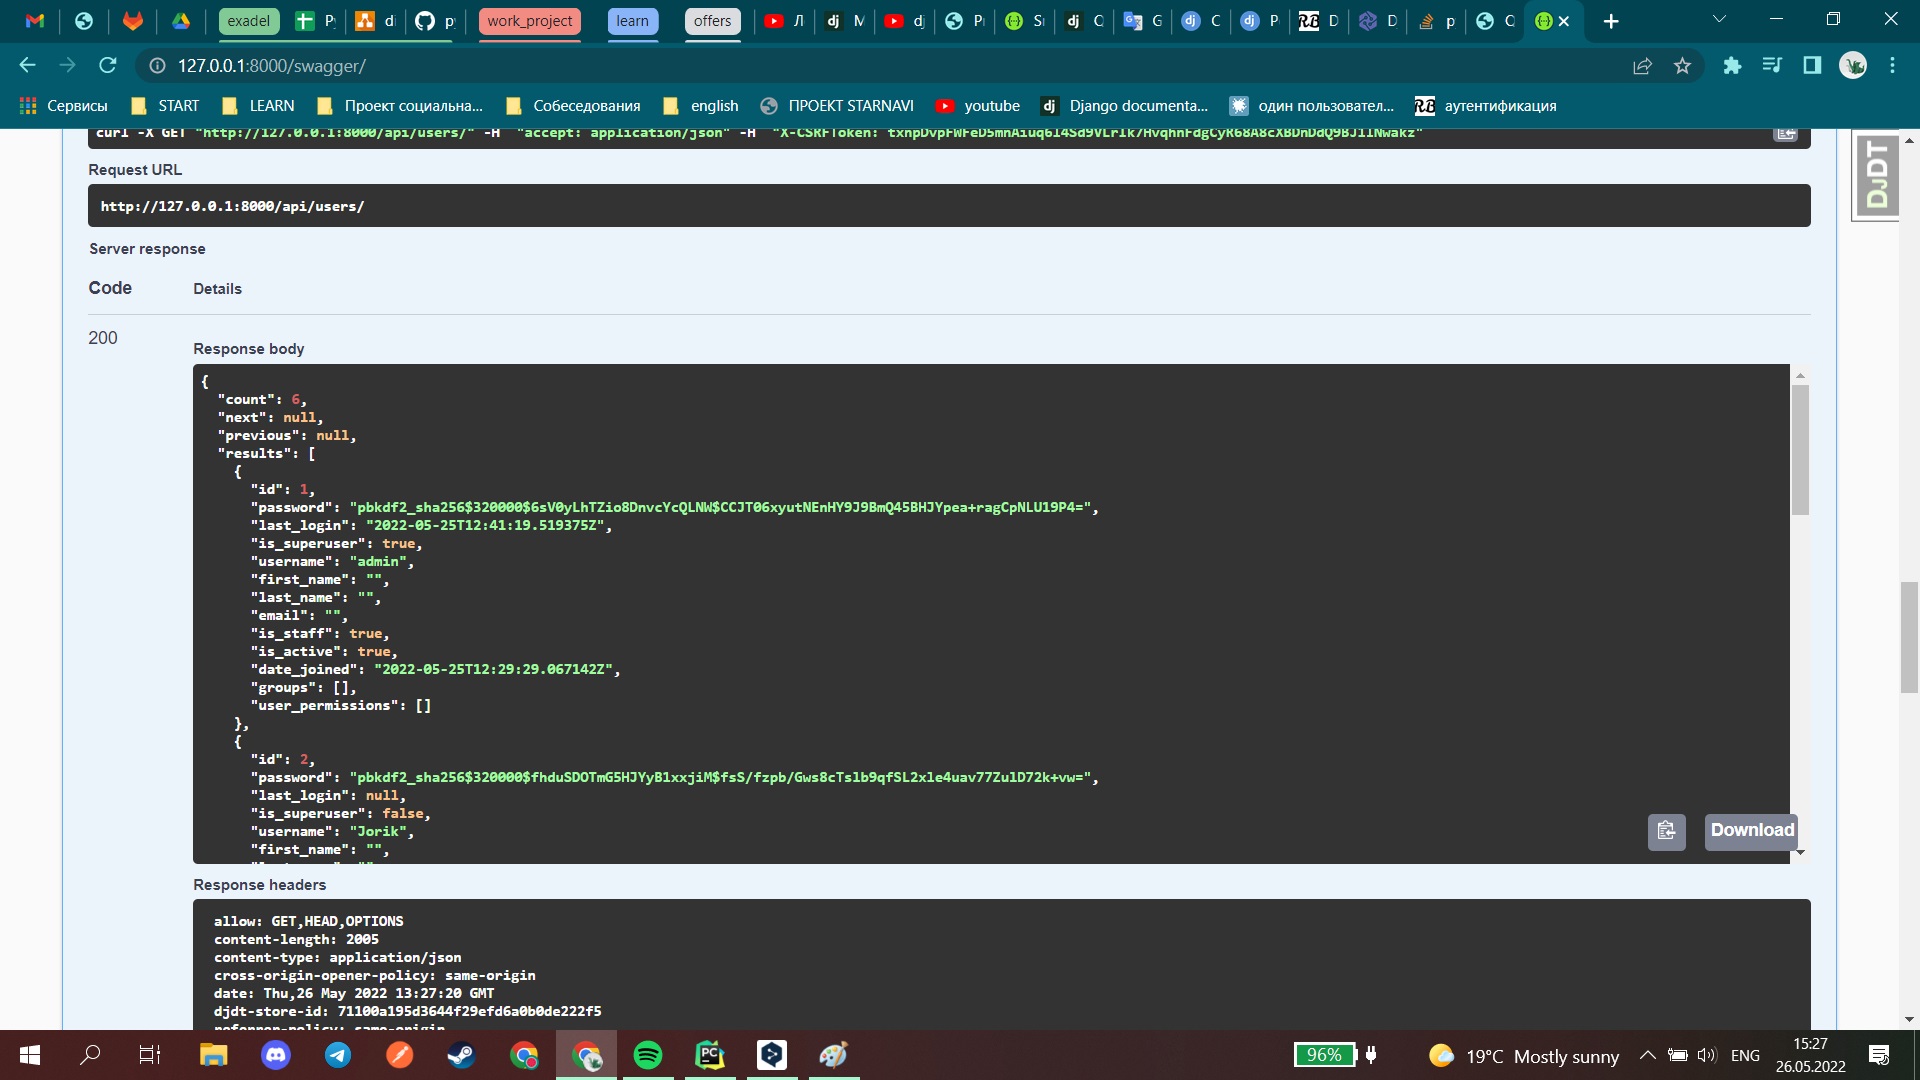 exadel
work_project
learn
offers
127.0.0.1:8000/swagger/
Сервисы START LEARN Проект социальна... Собеседования english ПРОЕКТ STARNAVI youtube Django documenta... один пользовател... аутентификация
curl -X GET "http://127.0.0.1:8000/api/users/" -H "accept: application/json" -H
DJDT
Request URL
http://127.0.0.1:8000/api/users/
Server response
Code Details
200
Response body
{
"count": 6,
"next": null,
"previous": null,
"results": [
{
"id": 1,
"password": "pbkdf2_sha256$320000$6sV0yLhTZio8DnvcYcQLNW$CCJT06xyutNEnHY9J9BmQ45BHJYpea+ragCpNLU19P4=",
"last_login": "2022-05-25T12:41:19.519375Z",
"is_superuser": true,
"username": "admin",
"first_name": "",
"last_name": "",
"email": "",
"is_staff": true,
"is_active": true,
"date_joined": "2022-05-25T12:29:29.067142Z",
"groups": [],
"user_permissions": []
},
{
"id": 2,
"password": "pbkdf2_sha256$320000$fhduSDOTmG5HJYyB1xxjiM$fsS/fzpb/Gws8cTs1b9qfSL2xle4uav77ZulD72k+vw=",
"last_login": null,
"is_superuser": false,
"username": "Jorik",
"first_name": "",
Download
Response headers
allow: GET,HEAD,OPTIONS
content-length: 2005
content-type: application/json
cross-origin-opener-policy: same-origin
date: Thu,26 May 2022 13:27:20 GMT
djdt-store-id: 71100a195d3644f29efd6a0b0de222f5
referrer-policy: same-origin
96% 19°C Mostly sunny ENG 15:27
26.05.2022